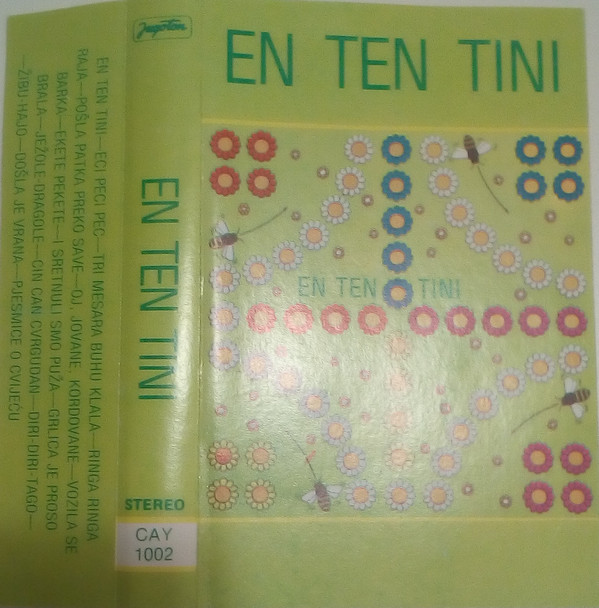 EN TEN TINI—ECI PECI PEC—TRI MESARA BUHU KLALA—RINGA RINGA
RAJA—POŠLA PATKA PREKO SAVE—OJ, JOVANE, KORDOVANE—VOZILA SE
BARKA—EKETE PEKETE—I SRETNULI SMO PUŽA—GRLICA JE PROSO
BRALA—JEŽOLE-DRAGOLE—CIN CAN CVRGUDAN—DIRI-DIRI-TAGO—
—ŽIBU-HAJO—DOŠLA JE VRANA—PJESMICE O CVIJEĆU
Jugoton
EN TEN TINI
STEREO
CAY
1002
EN TEN TINI
EN TEN TINI